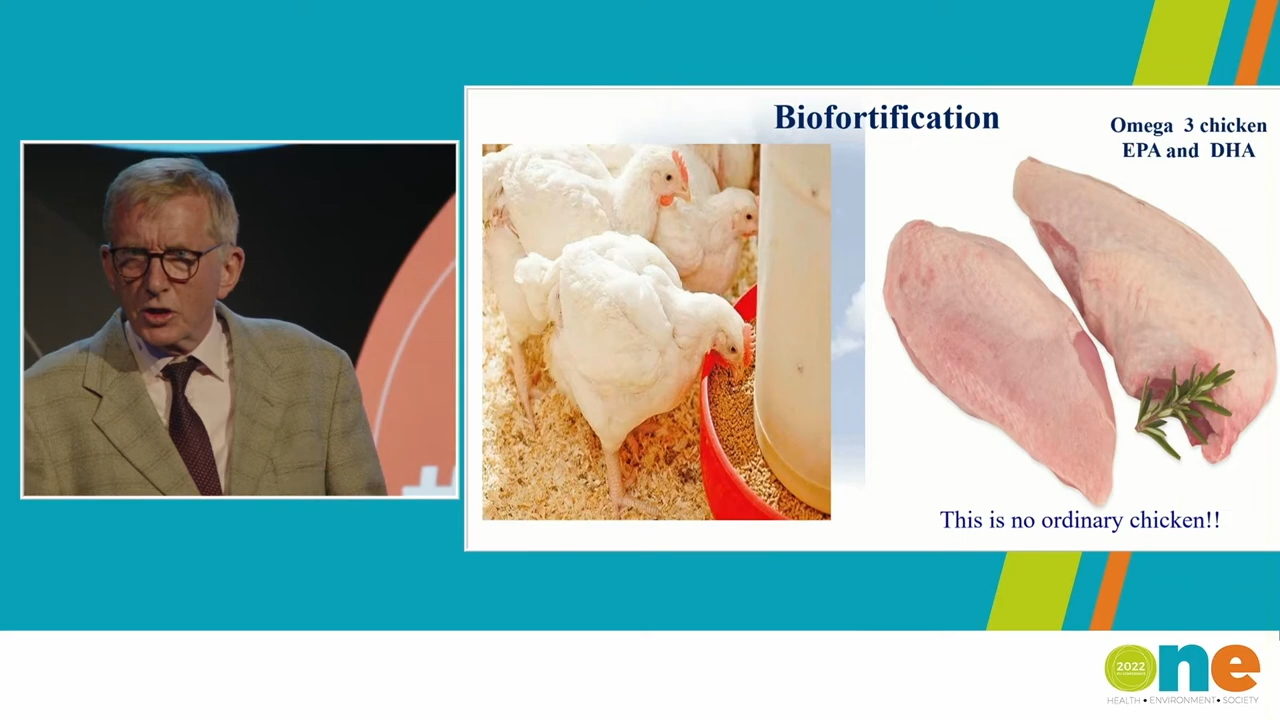 Biofortification
Omega 3 chicken
EPA and DHA
This is no ordinary chicken!!
#
one
2022
HEALTH • ENVIRONMENT • SOCIETY